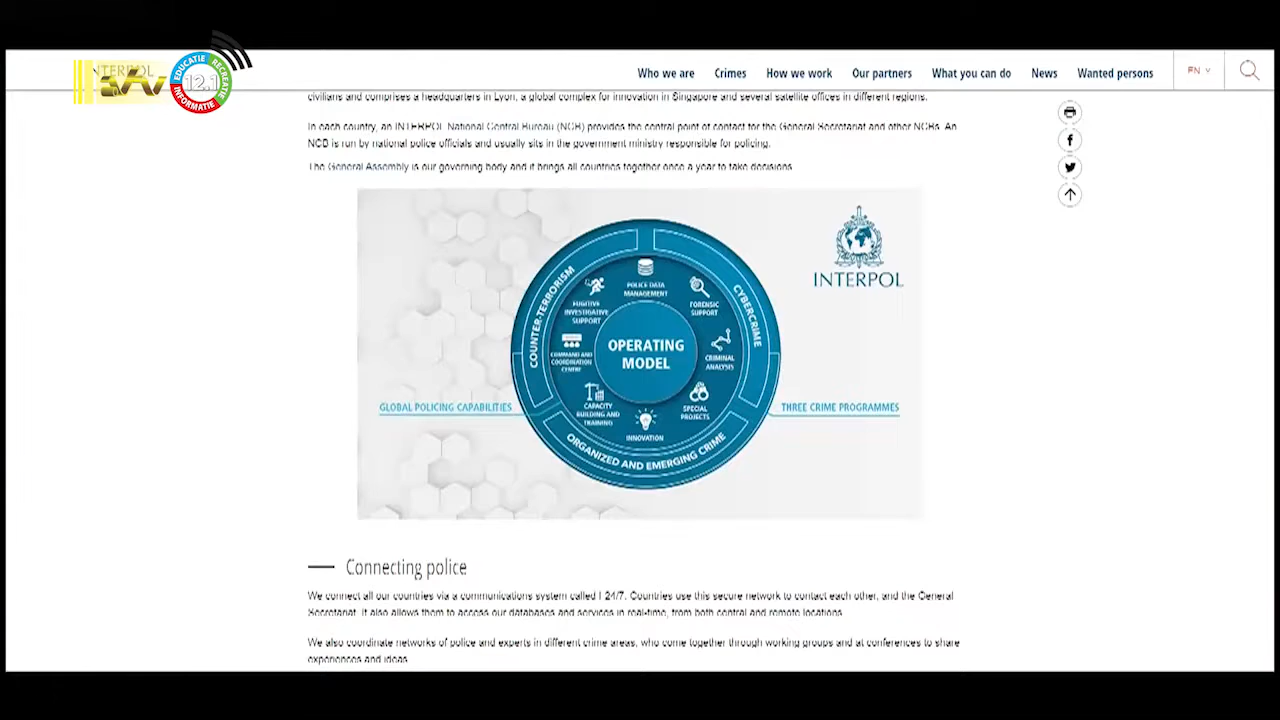 INTERPOL
EDUCATIE RECREATIE INFORMATIE
12.1
Who we are Crimes How we work Our partners What you can do News Wanted persons
EN
civilians and comprises a headquarters in Lyon, a global complex for innovation in Singapore and several satellite offices in different regions.
In each country, an INTERPOL National Central Bureau (NCB) provides the central point of contact for the General Secretariat and other NCBs. An
NCB is run by national police officials and usually sits in the government ministry responsible for policing.
The General Assembly is our governing body and it brings all countries together once a year to take decisions
INTERPOL
COUNTER-TERRORISM
CYBERCRIME
ORGANIZED AND EMERGING CRIME
POLICE DATA
MANAGEMENT
FORENSIC
SUPPORT
CRIMINAL
ANALYSIS
SPECIAL
PROJECTS
INNOVATION
CAPACITY
BUILDING AND
TRAINING
COMMAND AND
COORDINATION
CENTRE
FUGITIVE
INVESTIGATIVE
SUPPORT
OPERATING
MODEL
GLOBAL POLICING CAPABILITIES
THREE CRIME PROGRAMMES
Connecting police
We connect all our countries via a communications system called I 24/7. Countries use this secure network to contact each other, and the General
Secretariat. It also allows them to access our databases and services in real-time, from both central and remote locations
We also coordinate networks of police and experts in different crime areas, who come together through working groups and at conferences to share
experiences and ideas